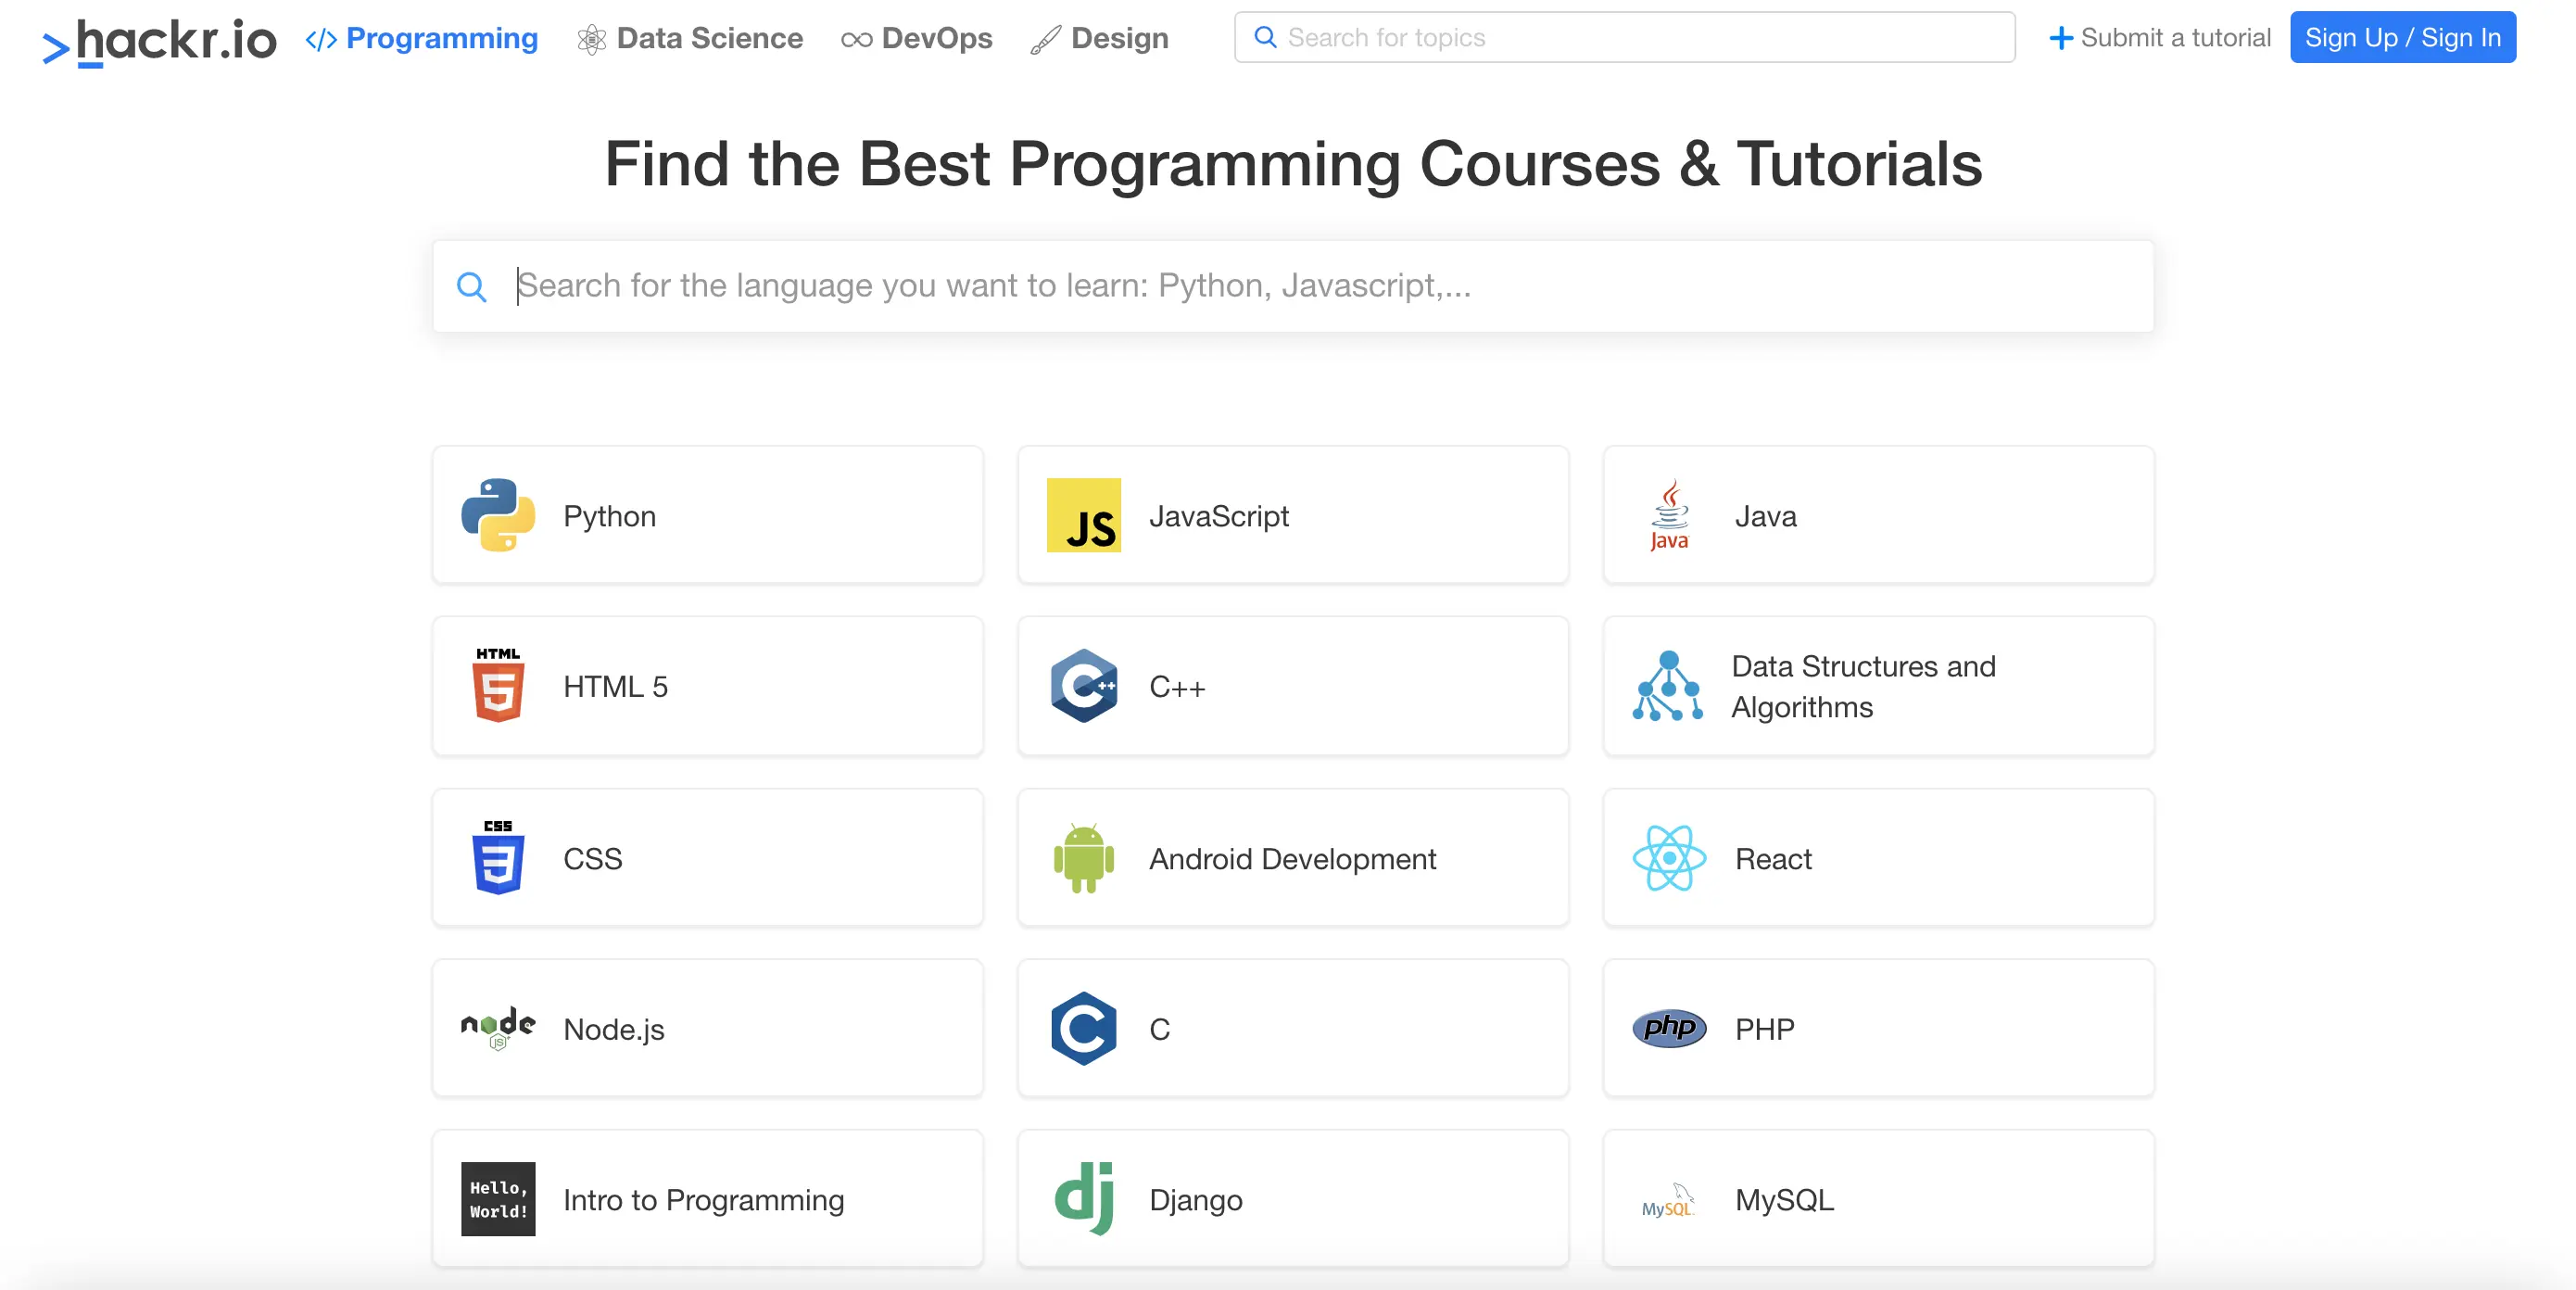 >hackr.io </> Programming Data Science DevOps Design Search for topics + Submit a tutorial Sign Up / Sign In
Find the Best Programming Courses & Tutorials
Search for the language you want to learn: Python, Javascript,...
Python
JS JavaScript
Java Java
HTML 5 HTML 5
C++ C++
Data Structures and
Algorithms
CSS 3 CSS
Android Development
React
node JS Node.js
C C
php PHP
Hello,
World!
Intro to Programming
dj Django
MySQL MySQL